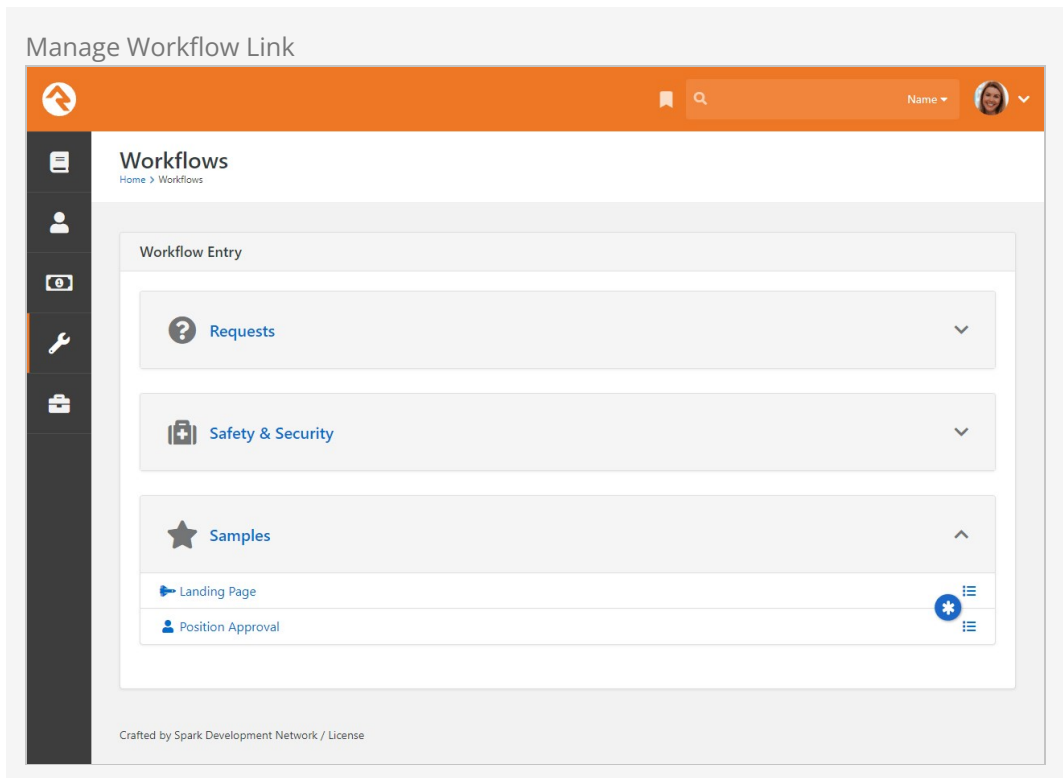 Manage Workflow Link
Name
Workflows
Home > Workflows
Workflow Entry
Requests
Safety & Security
Samples
Landing Page
Position Approval
Crafted by Spark Development Network / License